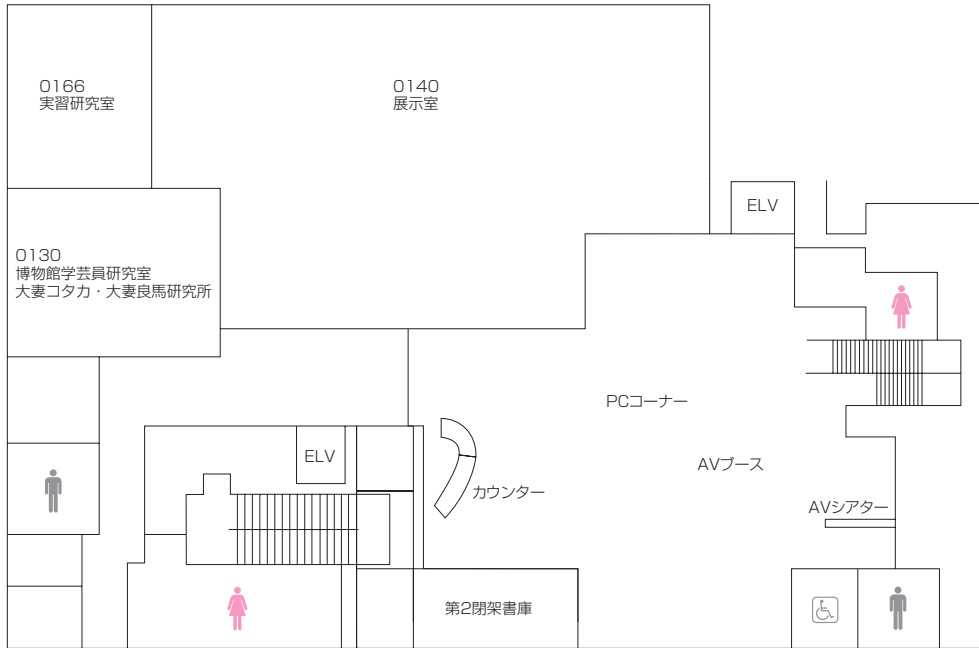 0166
実習研究室
0140
展示室
ELV
0130
博物館学芸員研究室
大妻コタカ・大妻良馬研究所
PCコーナー
ELV
AVブース
カウンター
AVシアター
第2閉架書庫